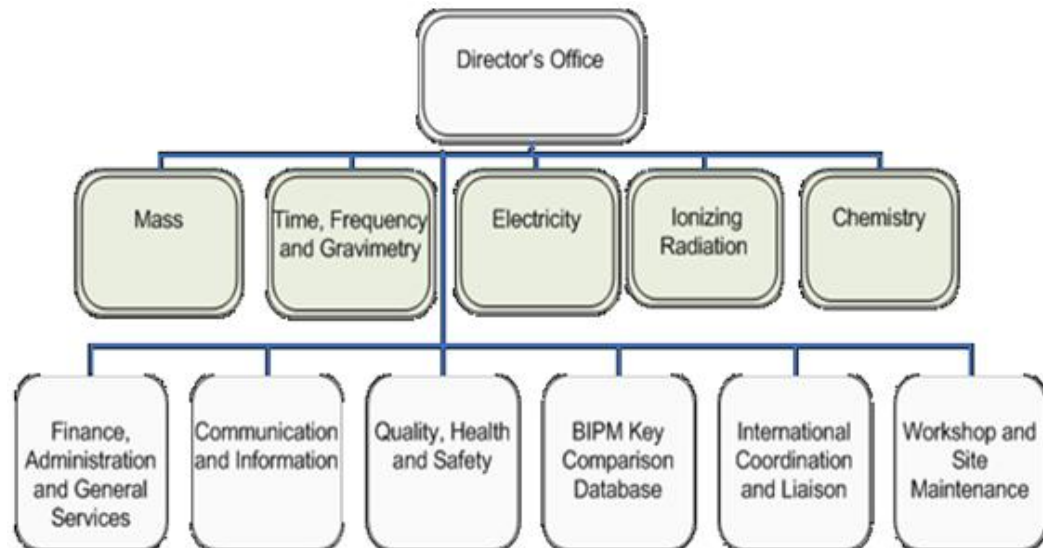 Director's Office
Mass
Time, Frequency
and Gravimetry
Electricity
Ionizing
Radiation
Chemistry
Finance,
Administration
and General
Services
Communication
and Information
Quality, Health
and Safety
BIPM Key
Comparison
Database
International
Coordination
and Liaison
Workshop and
Site
Maintenance